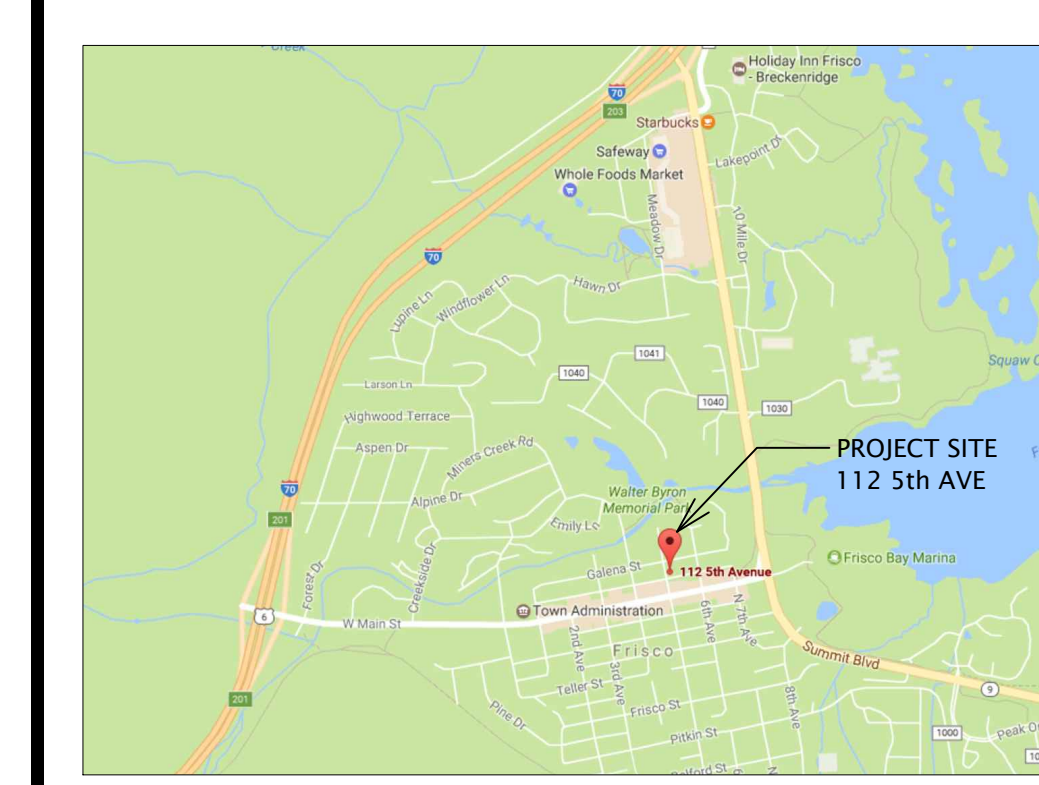 Creek
Holiday Inn Frisco
- Breckenridge
70
203
Starbucks
Safeway
Lakepoint Dr
Whole Foods Market
Meadow Dr
10 Mile Dr
70
Hawn Dr
Windflower Ln
Lupine Ln
1041
Squaw
1040
Larson Ln
1040
1030
Highwood Terrace
PROJECT SITE
112 5th AVE
Aspen Dr
Miners Creek Rd
70
Alpine Dr
Walter Byron
Memorial Park
201
Emily Ln
Frisco Bay Marina
Galena St
112 5th Avenue
Forest Dr
Creekside Dr
Town Administration
6
W Main St
6th Ave
N 7th Ave
2nd Ave
Frisco
Summit Blvd
3rd Ave
Teller St
9
201
8th Ave
Pine Dr
Frisco St
Pitkin St
1000
Peak
10
6
N